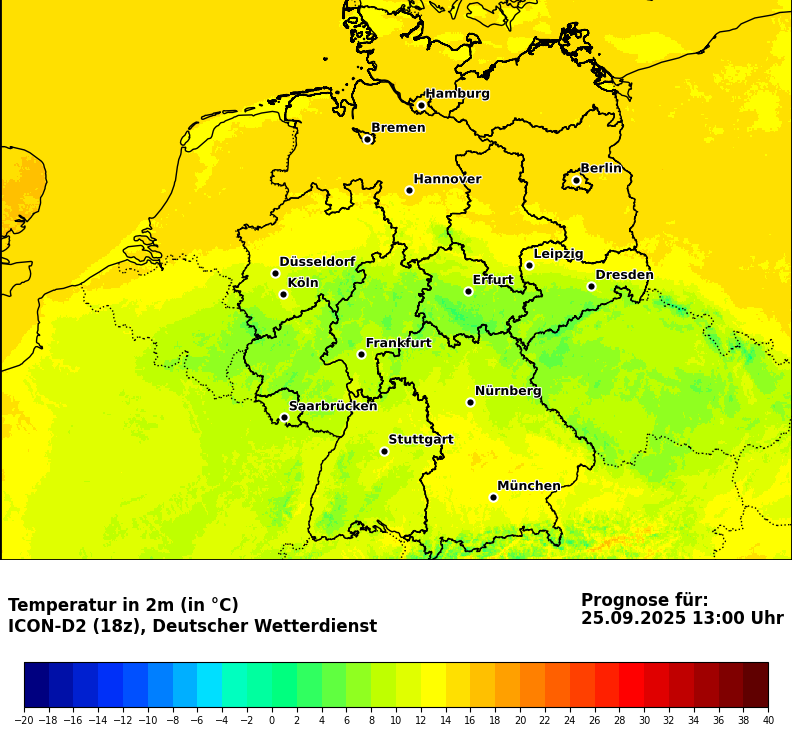 Hamburg
Bremen
Berlin
Hannover
Leipzig
Düsseldorf
Dresden
Köln
Erfurt
Frankfurt
Nürnberg
Saarbrücken
Stuttgart
München
Temperatur in 2m (in °C)
ICON-D2 (18z), Deutscher Wetterdienst
Prognose für:
25.09.2025 13:00 Uhr
−20 −18 −16 −14 −12 −10 −8 −6 −4 −2 0 2 4 6 8 10 12 14 16 18 20 22 24 26 28 30 32 34 36 38 40